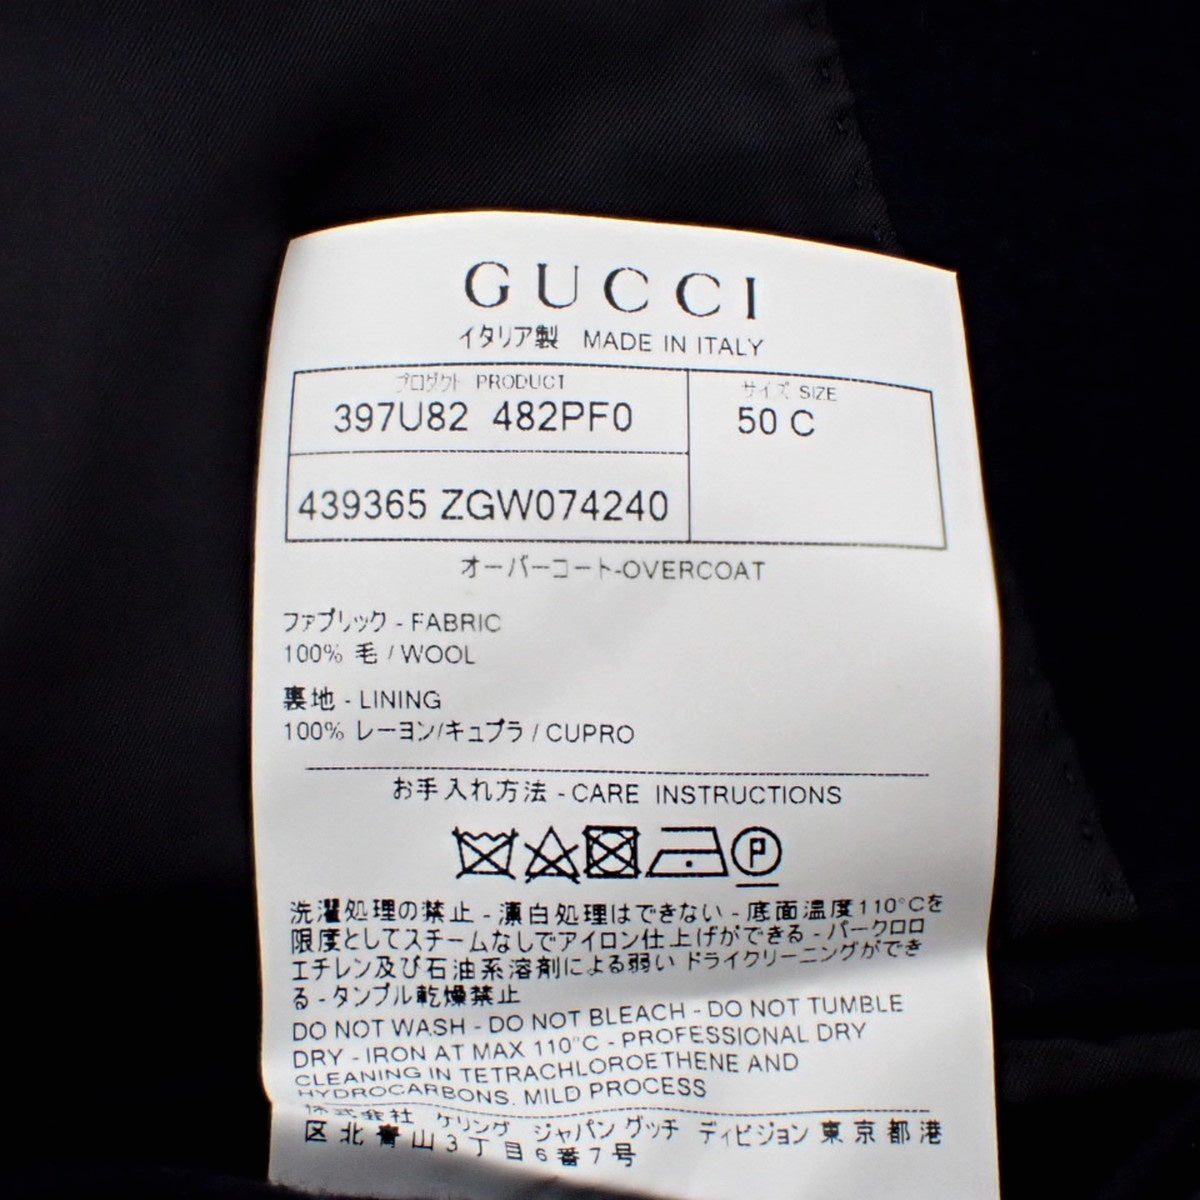 GUCCI
イタリア製 MADE IN ITALY
プロダクト PRODUCT
397U82 482PF0
サイズ SIZE
50 C
439365 ZGW074240
オーバーコート-OVERCOAT
ファブリック - FABRIC
100% 毛 / WOOL
裏地 - LINING
100% レーヨン/キュプラ / CUPRO
お手入れ方法 - CARE INSTRUCTIONS
P
洗濯処理の禁止 - 漂白処理はできない - 底面温度110°Cを
限度としてスチームなしでアイロン仕上げができる - パークロロ
エチレン及び石油系溶剤による弱い ドライクリーニングができ
る - タンブル乾燥禁止
DO NOT WASH - DO NOT BLEACH - DO NOT TUMBLE
DRY - IRON AT MAX 110°C - PROFESSIONAL DRY
CLEANING IN TETRACHLOROETHENE AND
HYDROCARBONS. MILD PROCESS
株式会社 ケリング ジャパン グッチ ディビジョン 東京都港
区北青山3丁目6番7号